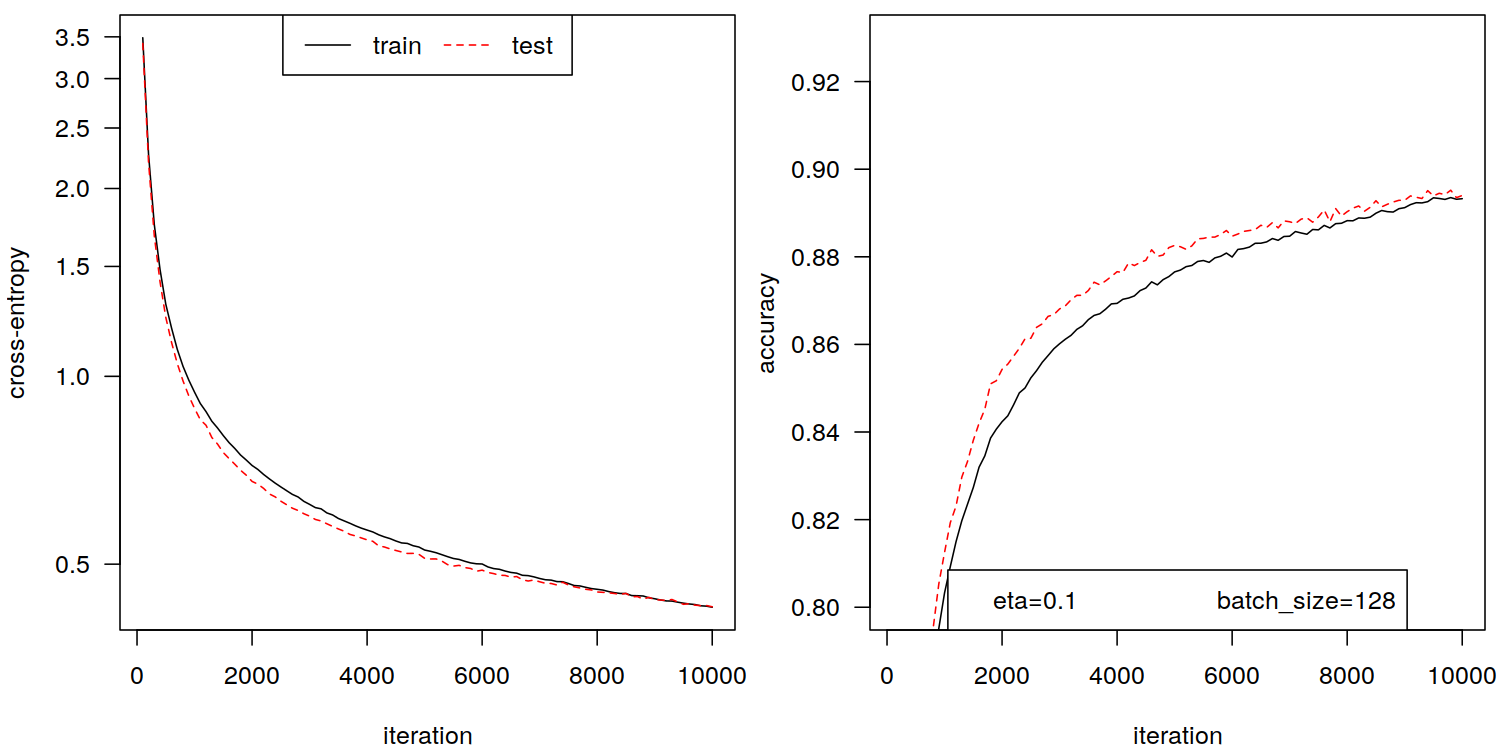 train test
3.5
3.0
2.5
2.0
1.5
1.0
0.5
cross-entropy
0 2000 4000 6000 8000 10000
iteration
0.92
0.90
0.88
0.86
0.84
0.82
0.80
accuracy
eta=0.1 batch_size=128
0 2000 4000 6000 8000 10000
iteration